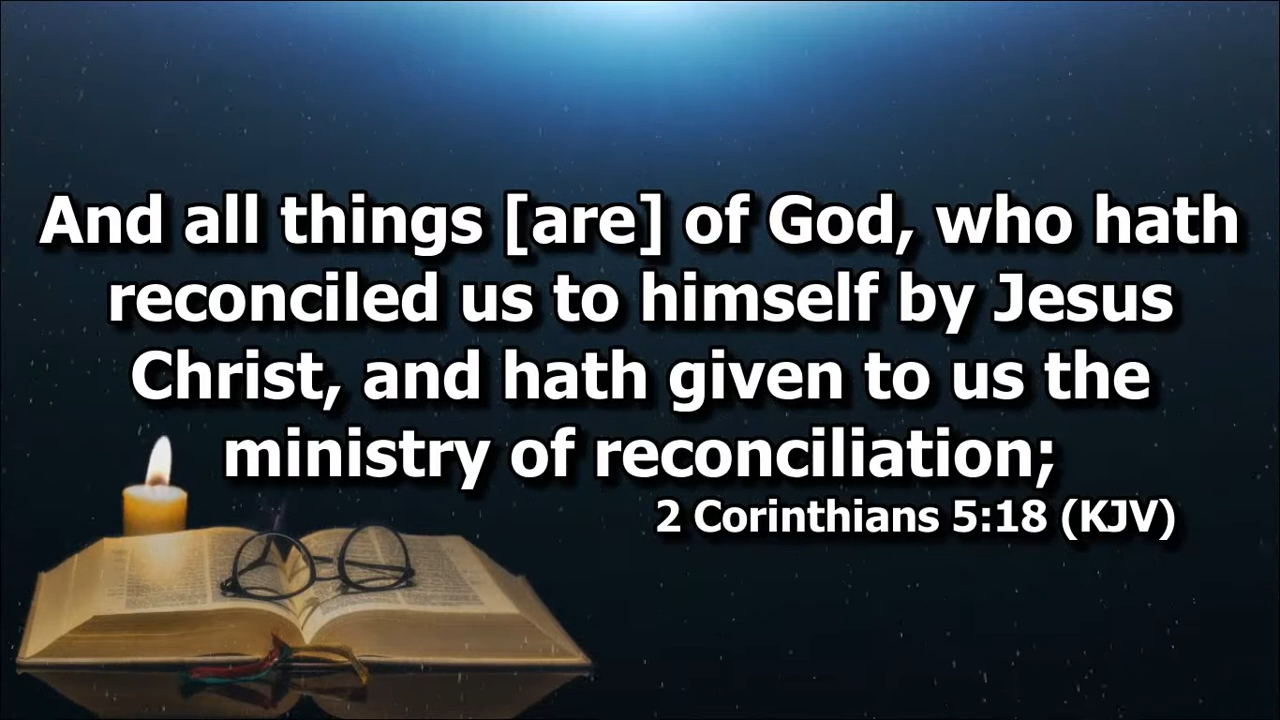 And all things [are] of God, who hath
reconciled us to himself by Jesus
Christ, and hath given to us the
ministry of reconciliation;
2 Corinthians 5:18 (KJV)